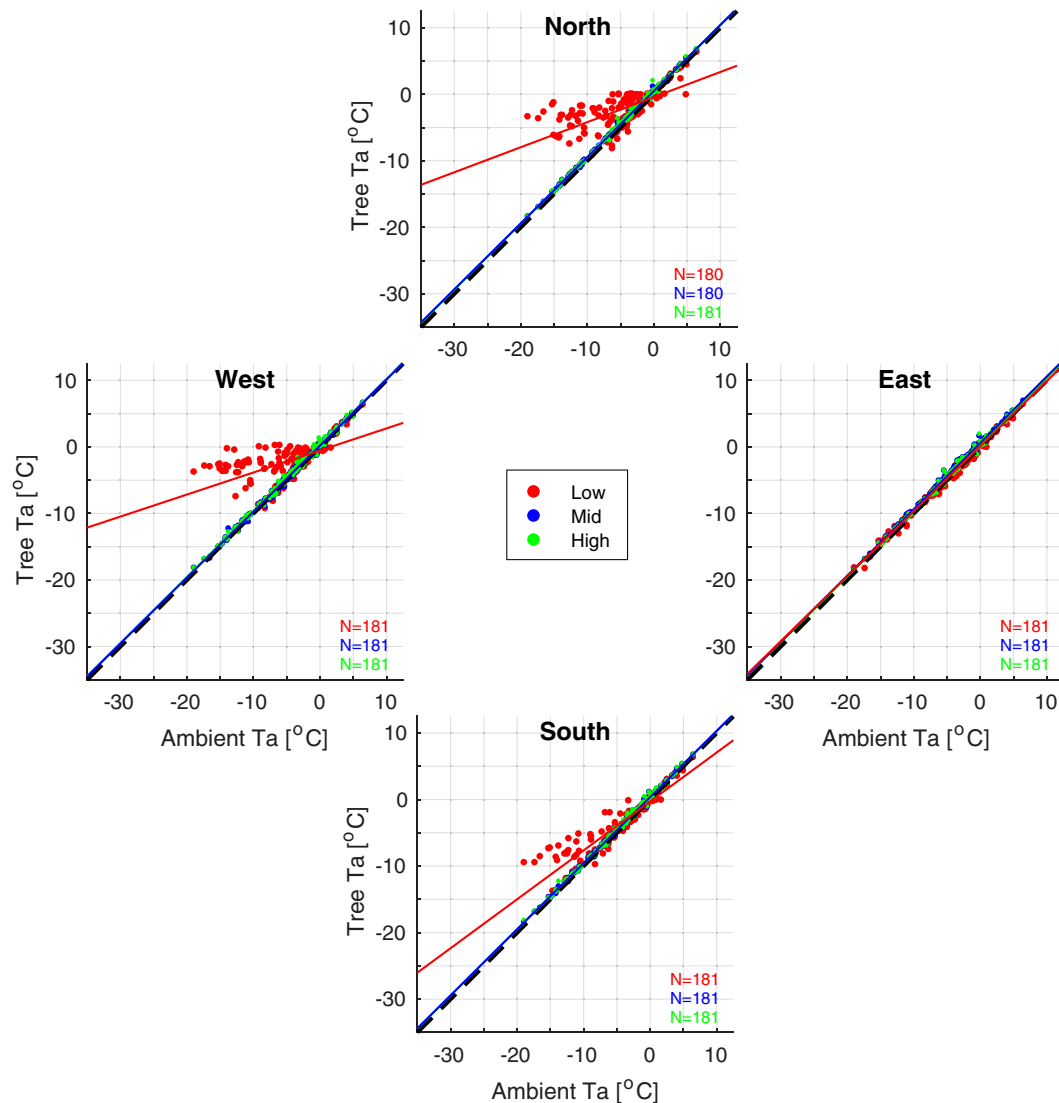 North
10
0
-10
-20
-30
Tree Ta [°C]
N=180
N=180
N=181
-30 -20 -10 0 10
West
10
0
-10
-20
-30
Tree Ta [°C]
N=181
N=181
N=181
-30 -20 -10 0 10
Ambient Ta [°C]
Low
Mid
High
East
10
0
-10
-20
-30
N=181
N=181
N=181
-30 -20 -10 0 10
Ambient Ta [°C]
South
10
0
-10
-20
-30
Tree Ta [°C]
N=181
N=181
N=181
-30 -20 -10 0 10
Ambient Ta [°C]